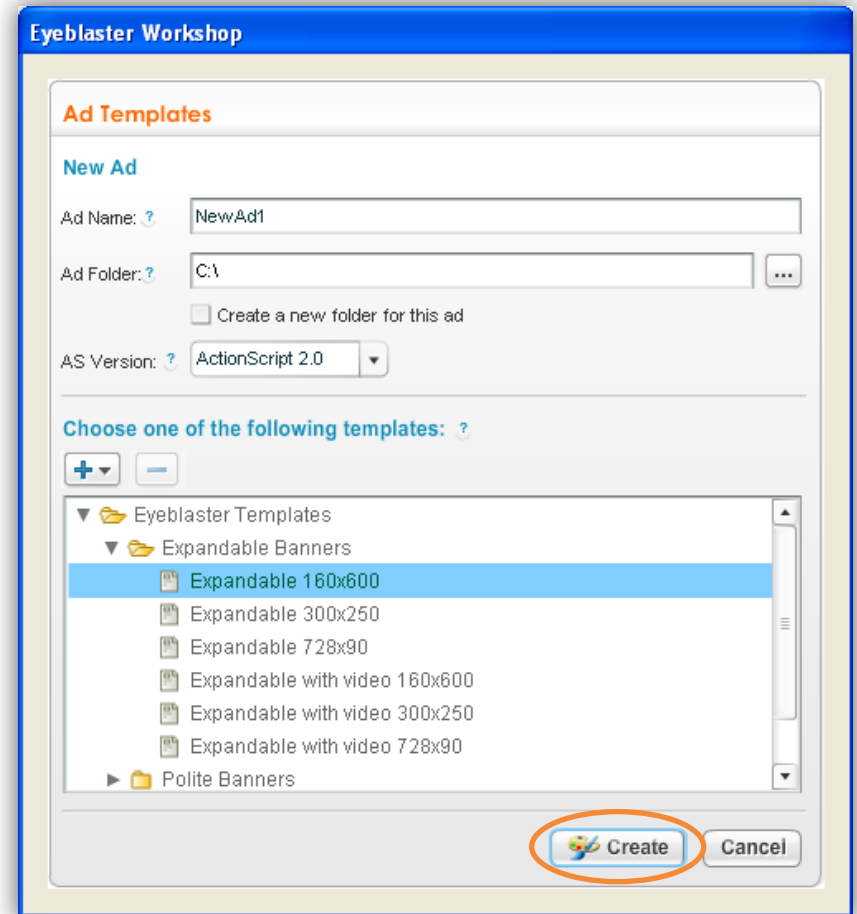 Eyeblaster Workshop
Ad Templates
New Ad
Ad Name: ? NewAd1
Ad Folder: ? C:\ ...
Create a new folder for this ad
AS Version: ? ActionScript 2.0
Choose one of the following templates: ?
Eyeblaster Templates
Expandable Banners
Expandable 160x600
Expandable 300x250
Expandable 728x90
Expandable with video 160x600
Expandable with video 300x250
Expandable with video 728x90
Polite Banners
Create Cancel